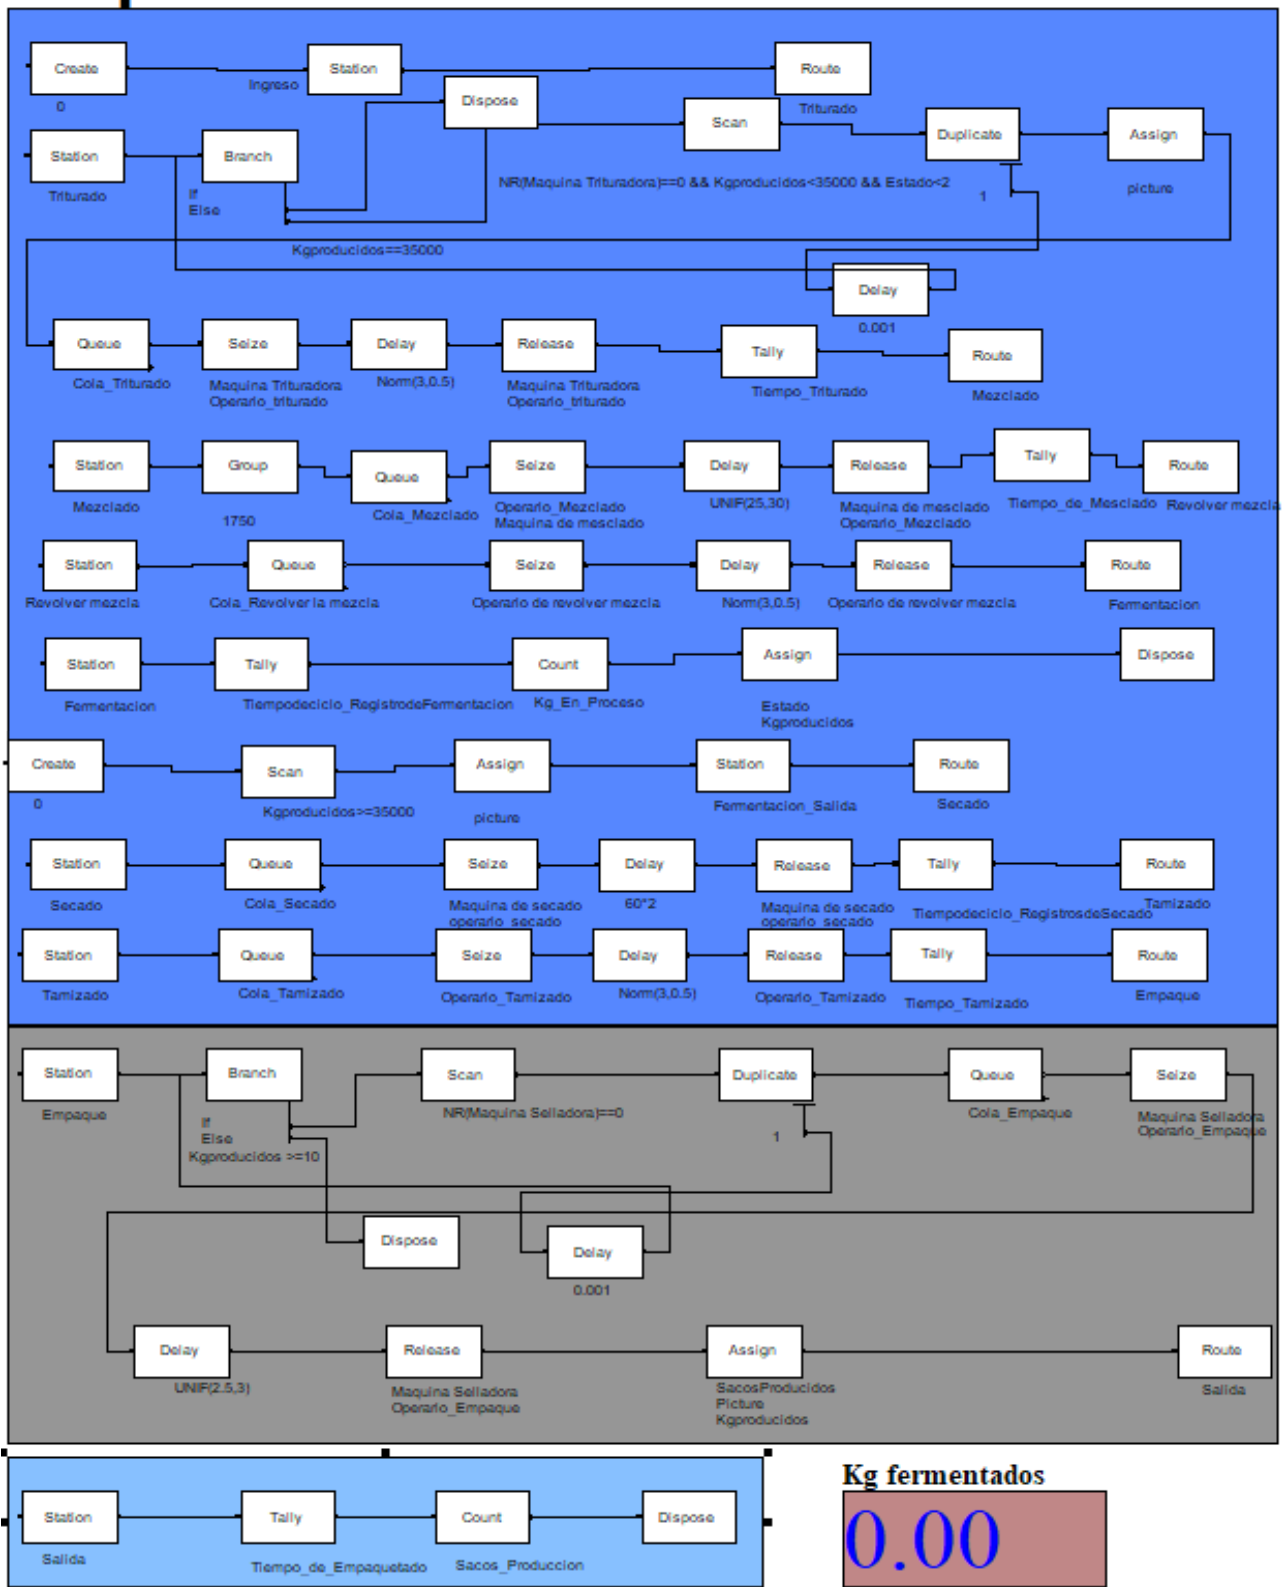 Create
Station
Route
0
Ingreso
Triturado
Dispose
Scan
Duplicate
Assign
Station
Branch
Triturado
If
Else
NR(Maquina Trituradora)==0 && Kgproducidos<35000 && Estado<2
1
picture
Kgproducidos==35000
Delay
0.001
Queue
Seize
Delay
Release
Tally
Route
Cola_Triturado
Maquina Trituradora
Operario_triturado
Norm(3,0.5)
Maquina Trituradora
Operario_triturado
Tiempo_Triturado
Mezclado
Station
Group
Queue
Seize
Delay
Release
Tally
Route
Mezclado
1750
Cola_Mezclado
Operario_Mezclado
Maquina de mesclado
UNIF(25,30)
Maquina de mesclado
Operario_Mezclado
Tiempo_de_Mesclado
Revolver mezcla
Station
Queue
Seize
Delay
Release
Route
Revolver mezcla
Cola_Revolver la mezcla
Operario de revolver mezcla
Norm(3,0.5)
Operario de revolver mezcla
Fermentacion
Station
Tally
Count
Assign
Dispose
Fermentacion
Tiempodeciclo_RegistrodeFermentacion
Kg_En_Proceso
Estado
Kgproducidos
Create
Scan
Assign
Station
Route
0
Kgproducidos>=35000
picture
Fermentacion_Salida
Secado
Station
Queue
Seize
Delay
Release
Tally
Route
Secado
Cola_Secado
Maquina de secado
operario_secado
60*2
Maquina de secado
operario_secado
Tiempodeciclo_RegistrosdeSecado
Tamizado
Station
Queue
Seize
Delay
Release
Tally
Route
Tamizado
Cola_Tamizado
Operario_Tamizado
Norm(3,0.5)
Operario_Tamizado
Tiempo_Tamizado
Empaque
Station
Branch
Scan
Duplicate
Queue
Seize
Empaque
If
Else
Kgproducidos >=10
NR(Maquina Selladora)==0
1
Cola_Empaque
Maquina Selladora
Operario_Empaque
Dispose
Delay
0.001
Delay
Release
Assign
Route
UNIF(2.5,3)
Maquina Selladora
Operario_Empaque
SacosProducidos
Picture
Kgproducidos
Salida
Station
Tally
Count
Dispose
Salida
Tiempo_de_Empaquetado
Sacos_Produccion
Kg fermentados
0.00